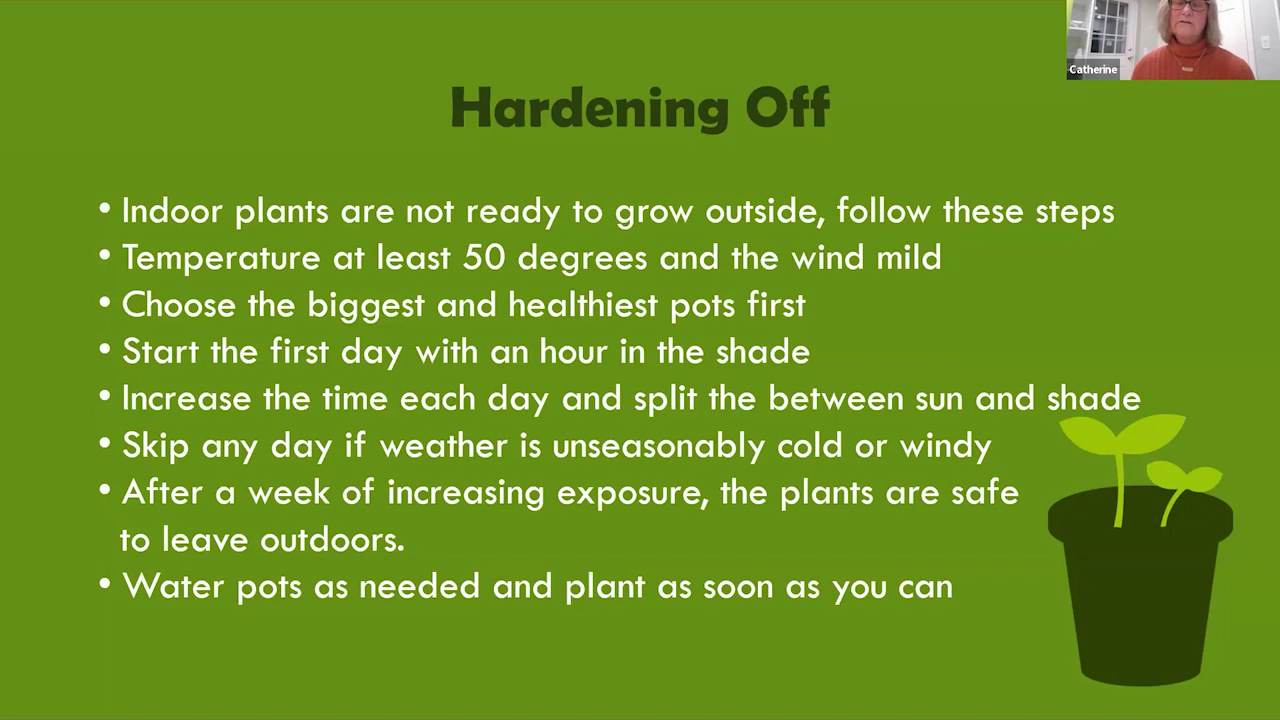 Catherine
Hardening Off
• Indoor plants are not ready to grow outside, follow these steps
• Temperature at least 50 degrees and the wind mild
• Choose the biggest and healthiest pots first
• Start the first day with an hour in the shade
• Increase the time each day and split the between sun and shade
• Skip any day if weather is unseasonably cold or windy
• After a week of increasing exposure, the plants are safe
to leave outdoors.
• Water pots as needed and plant as soon as you can